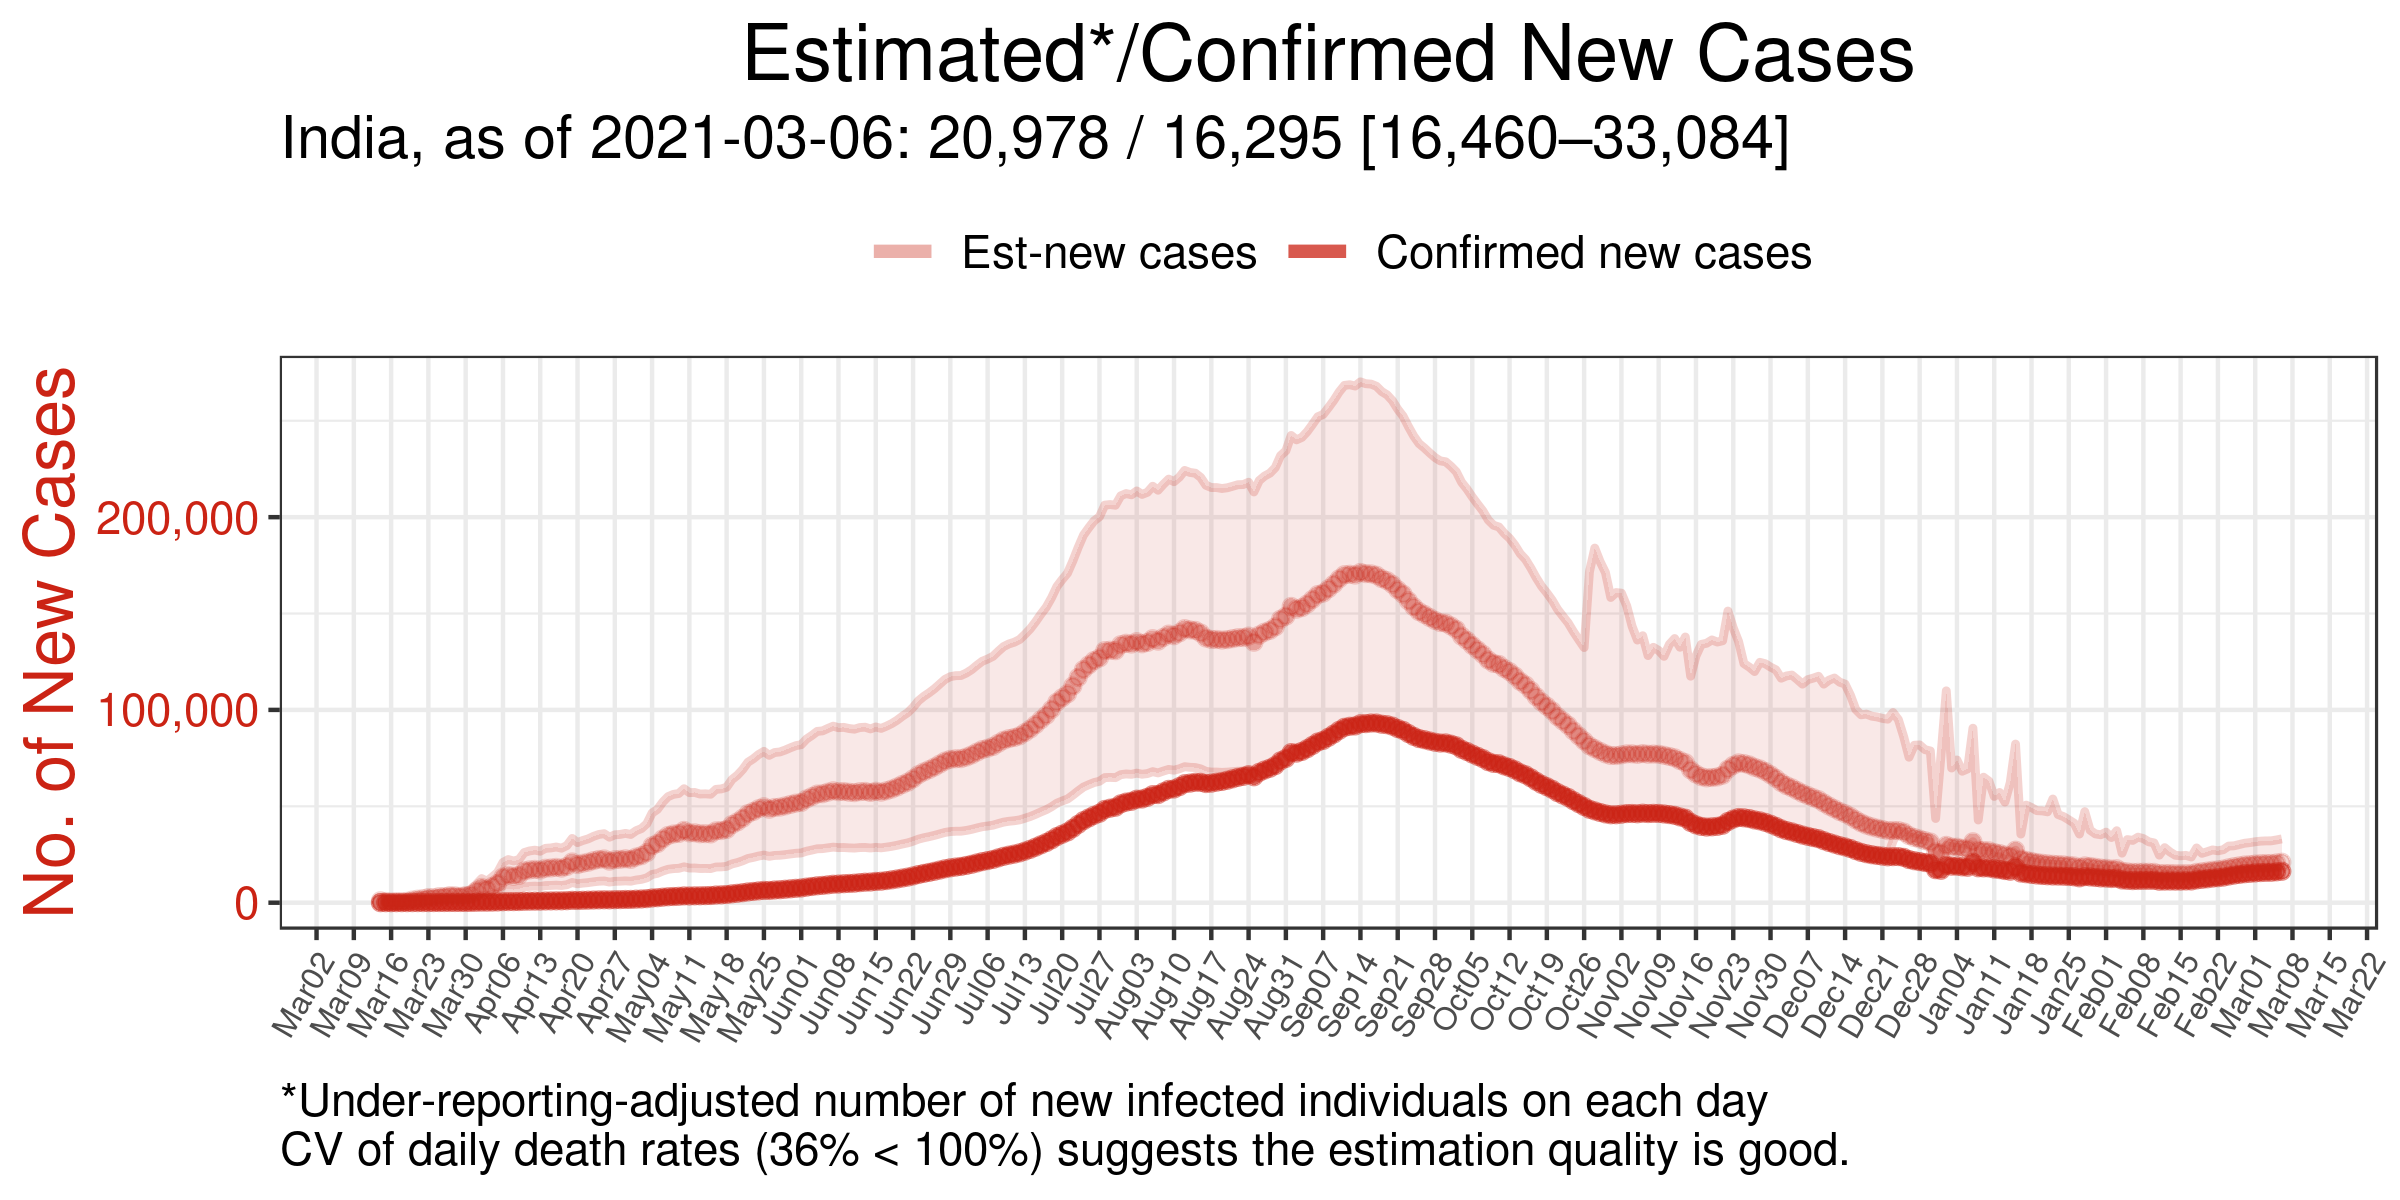 Estimated*/Confirmed New Cases
India, as of 2021-03-06: 20,978 / 16,295 [16,460–33,084]
Est-new cases
Confirmed new cases
No. of New Cases
200,000
100,000
0
Mar02
Mar09
Mar16
Mar23
Mar30
Apr06
Apr13
Apr20
Apr27
May04
May11
May18
May25
Jun01
Jun08
Jun15
Jun22
Jun29
Jul06
Jul13
Jul20
Jul27
Aug03
Aug10
Aug17
Aug24
Aug31
Sep07
Sep14
Sep21
Sep28
Oct05
Oct12
Oct19
Oct26
Nov02
Nov09
Nov16
Nov23
Nov30
Dec07
Dec14
Dec21
Dec28
Jan04
Jan11
Jan18
Jan25
Feb01
Feb08
Feb15
Feb22
Mar01
Mar08
Mar15
Mar22
*Under-reporting-adjusted number of new infected individuals on each day
CV of daily death rates (36% < 100%) suggests the estimation quality is good.